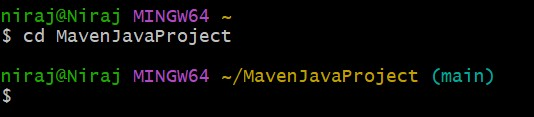 niraj@Niraj MINGW64 ~
$ cd MavenJavaProject
niraj@Niraj MINGW64 ~/MavenJavaProject (main)
$